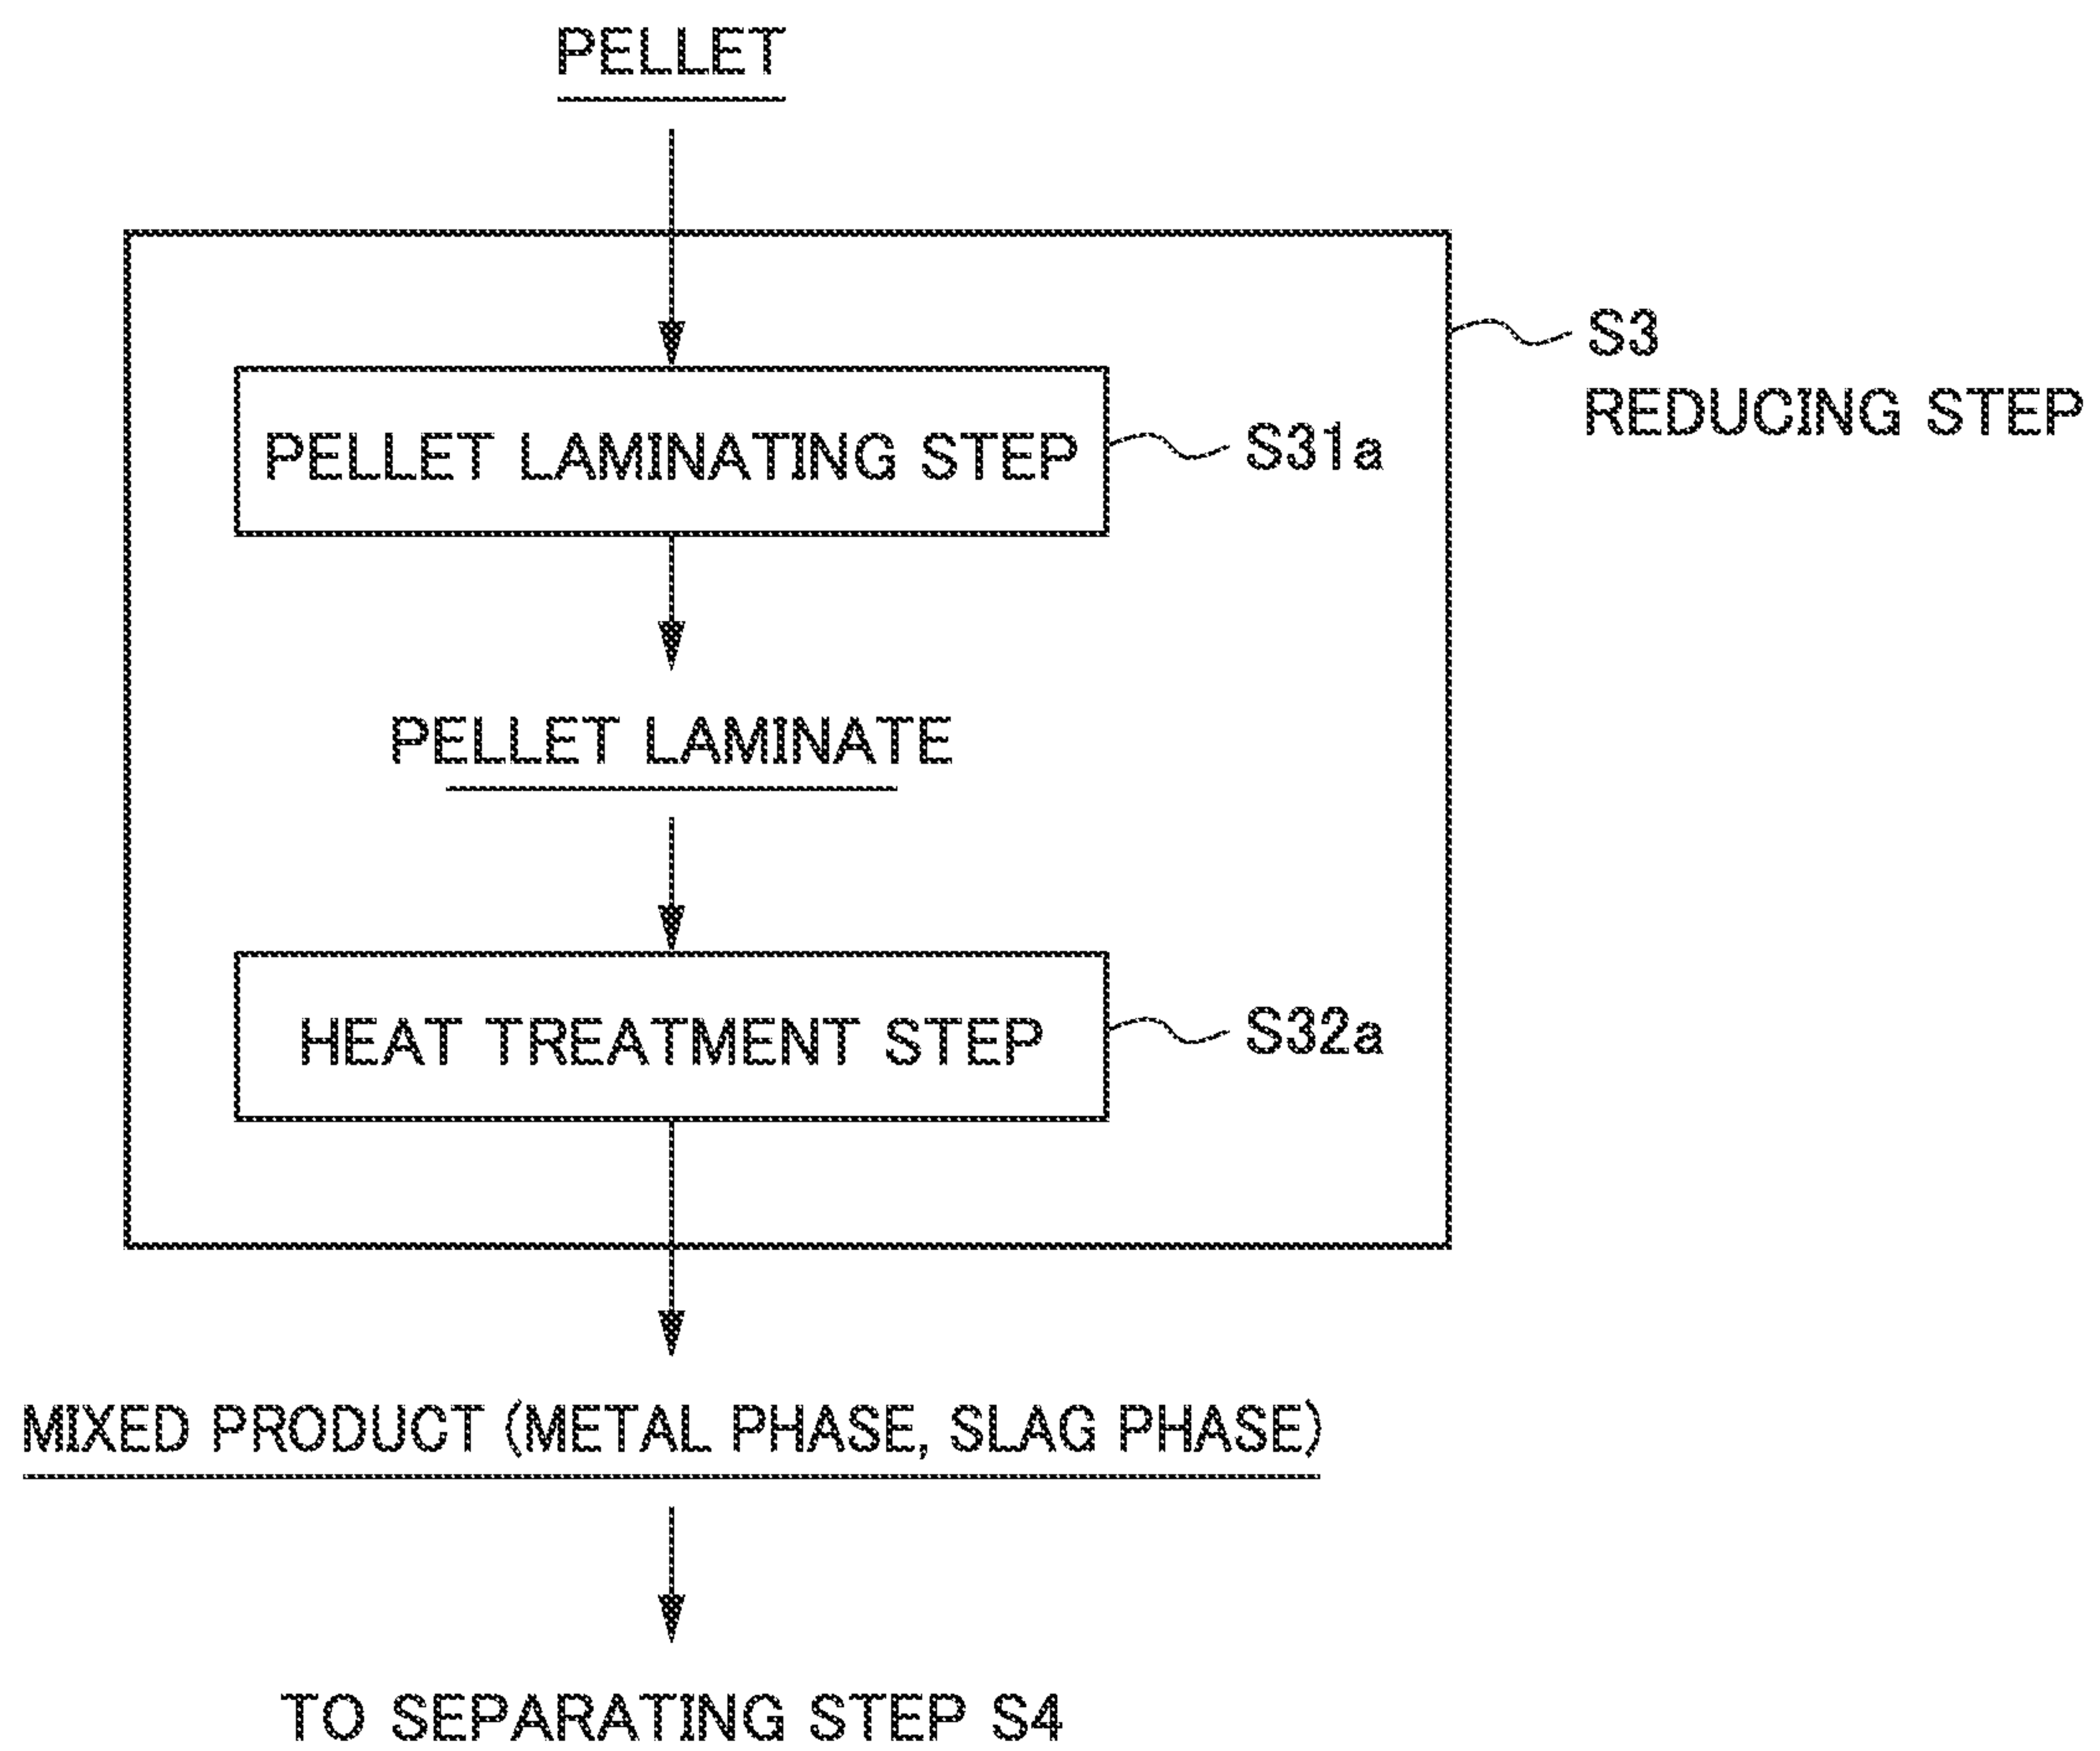 PELLET
S3
REDUCING STEP
PELLET LAMINATING STEP
S31a
PELLET LAMINATE
HEAT TREATMENT STEP
S32a
MIXED PRODUCT (METAL PHASE, SLAG PHASE)
TO SEPARATING STEP S4